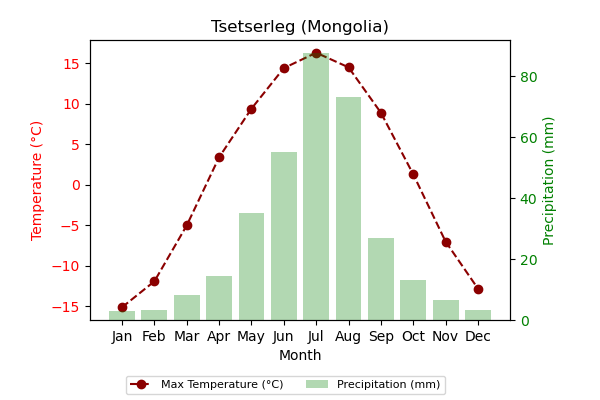 Tsetserleg (Mongolia)
Temperature (°C)
15
10
5
0
−5
−10
−15
80
60
40
20
0
Precipitation (mm)
Jan Feb Mar Apr May Jun Jul Aug Sep Oct Nov Dec
Month
Max Temperature (°C) Precipitation (mm)